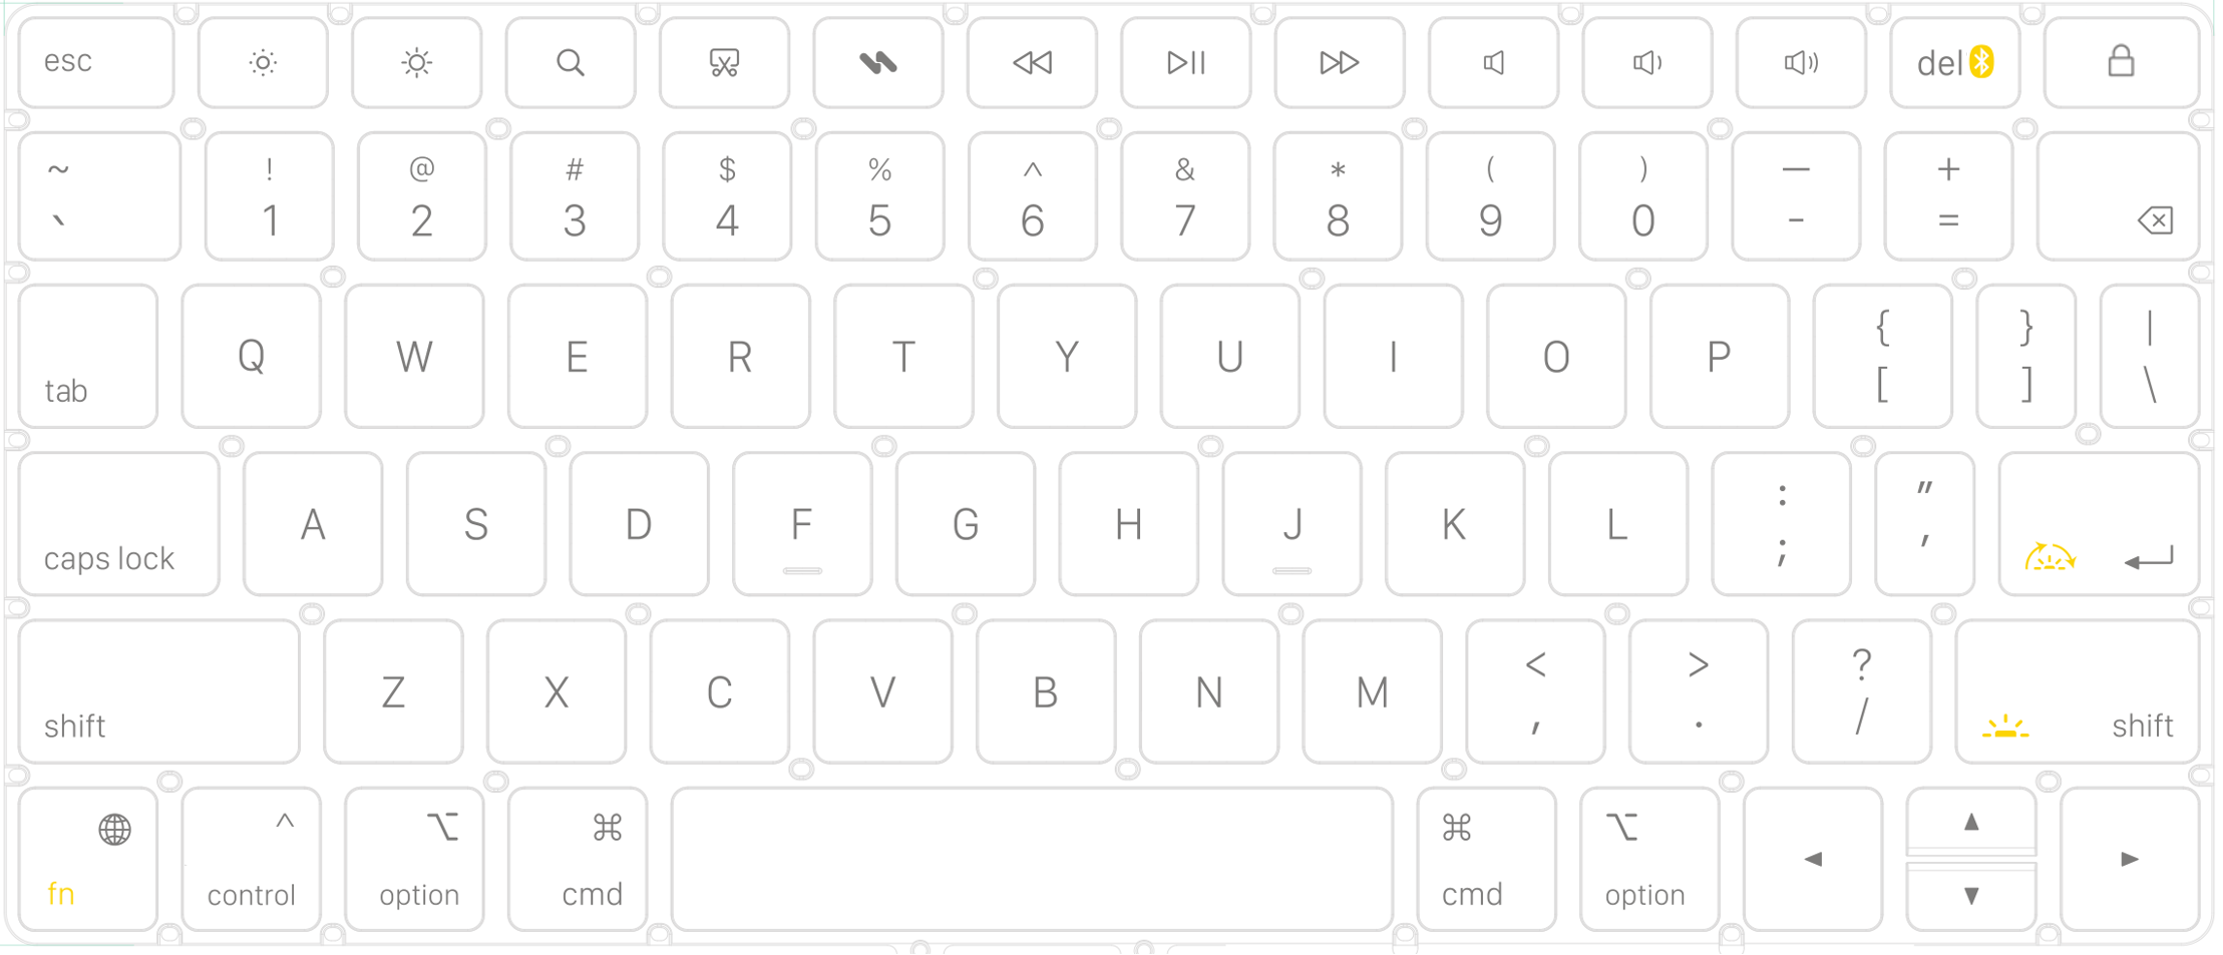 esc del
~ ! @ # $ % ^ & * ( ) — +
` 1 2 3 4 5 6 7 8 9 0 - =
Q W E R T Y U I O P { } |
tab [ ] \
A S D F G H J K L : "
caps lock ; '
Z X C V B N M < > ?
shift , . / shift
^ ⌥ ⌘ ⌘ ⌥
fn control option cmd cmd option